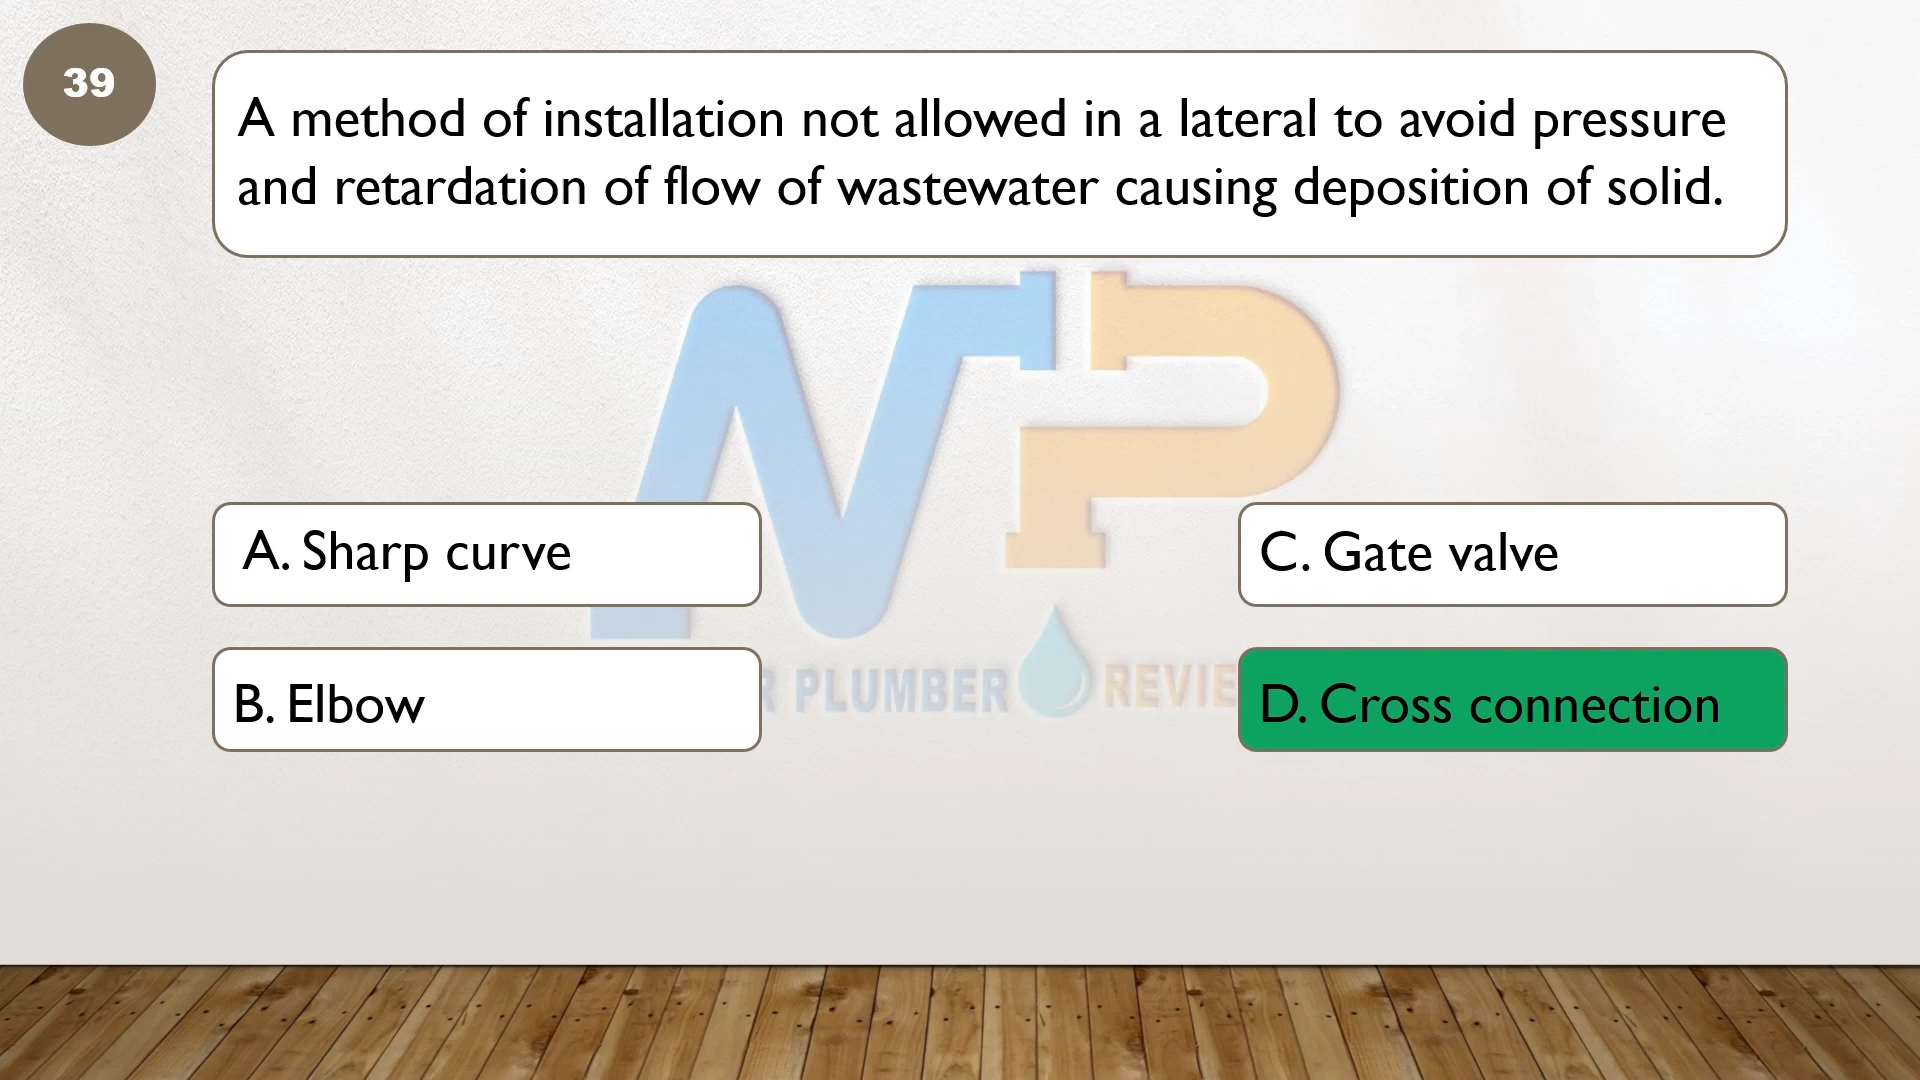 39
A method of installation not allowed in a lateral to avoid pressure
and retardation of flow of wastewater causing deposition of solid.
A. Sharp curve
C. Gate valve
B. Elbow
D. Cross connection
R PLUMBER REVIE